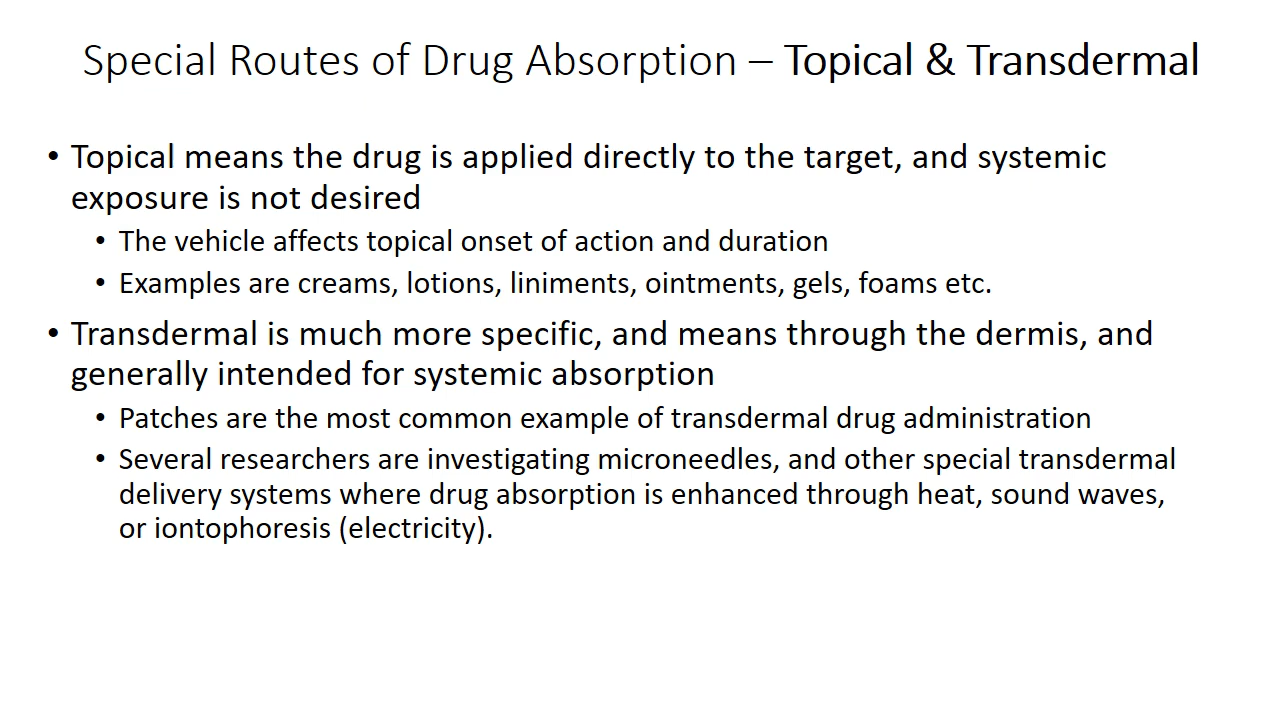 Special Routes of Drug Absorption – Topical & Transdermal
• Topical means the drug is applied directly to the target, and systemic
exposure is not desired
• The vehicle affects topical onset of action and duration
• Examples are creams, lotions, liniments, ointments, gels, foams etc.
• Transdermal is much more specific, and means through the dermis, and
generally intended for systemic absorption
• Patches are the most common example of transdermal drug administration
• Several researchers are investigating microneedles, and other special transdermal
delivery systems where drug absorption is enhanced through heat, sound waves,
or iontophoresis (electricity).